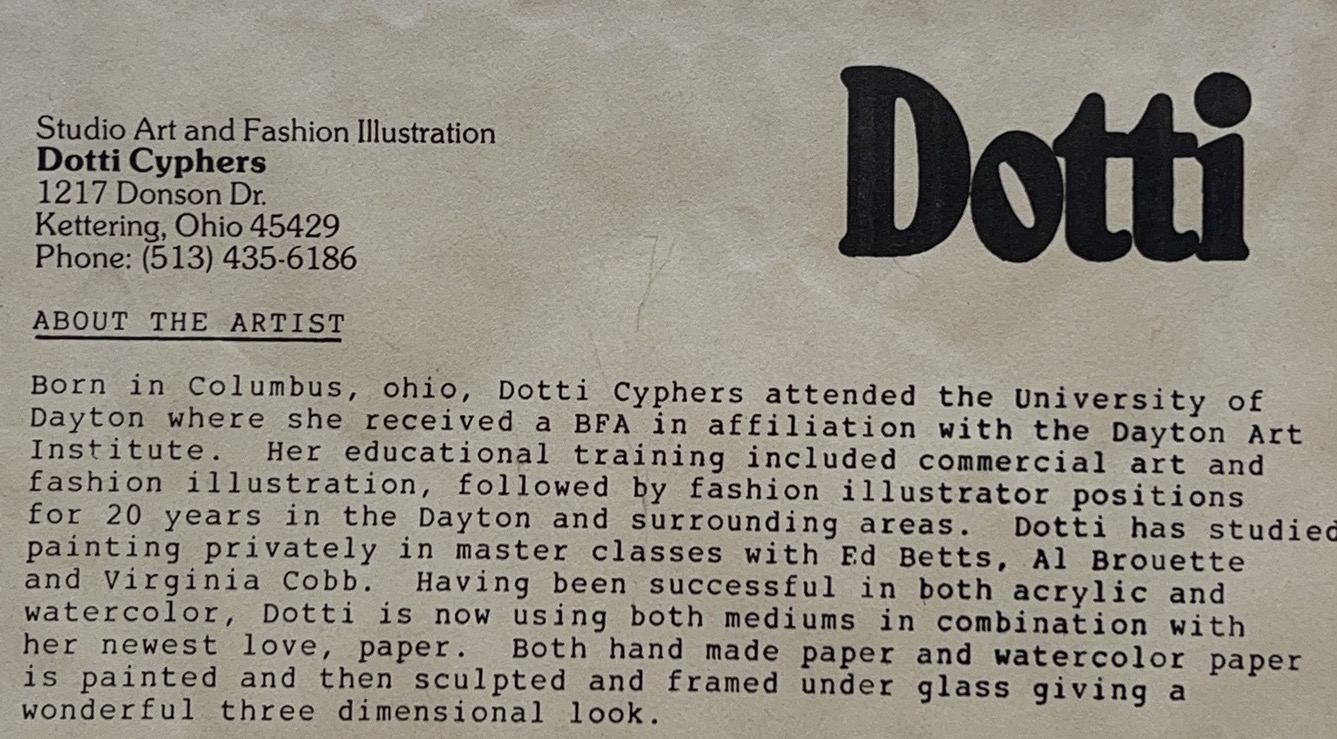 Dotti
Studio Art and Fashion Illustration
Dotti Cyphers
1217 Donson Dr.
Kettering, Ohio 45429
Phone: (513) 435-6186
ABOUT THE ARTIST
Born in Columbus, ohio, Dotti Cyphers attended the University of
Dayton where she received a BFA in affiliation with the Dayton Art
Institute.  Her educational training included commercial art and
fashion illustration, followed by fashion illustrator positions
for 20 years in the Dayton and surrounding areas.  Dotti has studied
painting privately in master classes with Ed Betts, Al Brouette
and Virginia Cobb.  Having been successful in both acrylic and
watercolor, Dotti is now using both mediums in combination with
her newest love, paper.  Both hand made paper and watercolor paper
is painted and then sculpted and framed under glass giving a
wonderful three dimensional look.